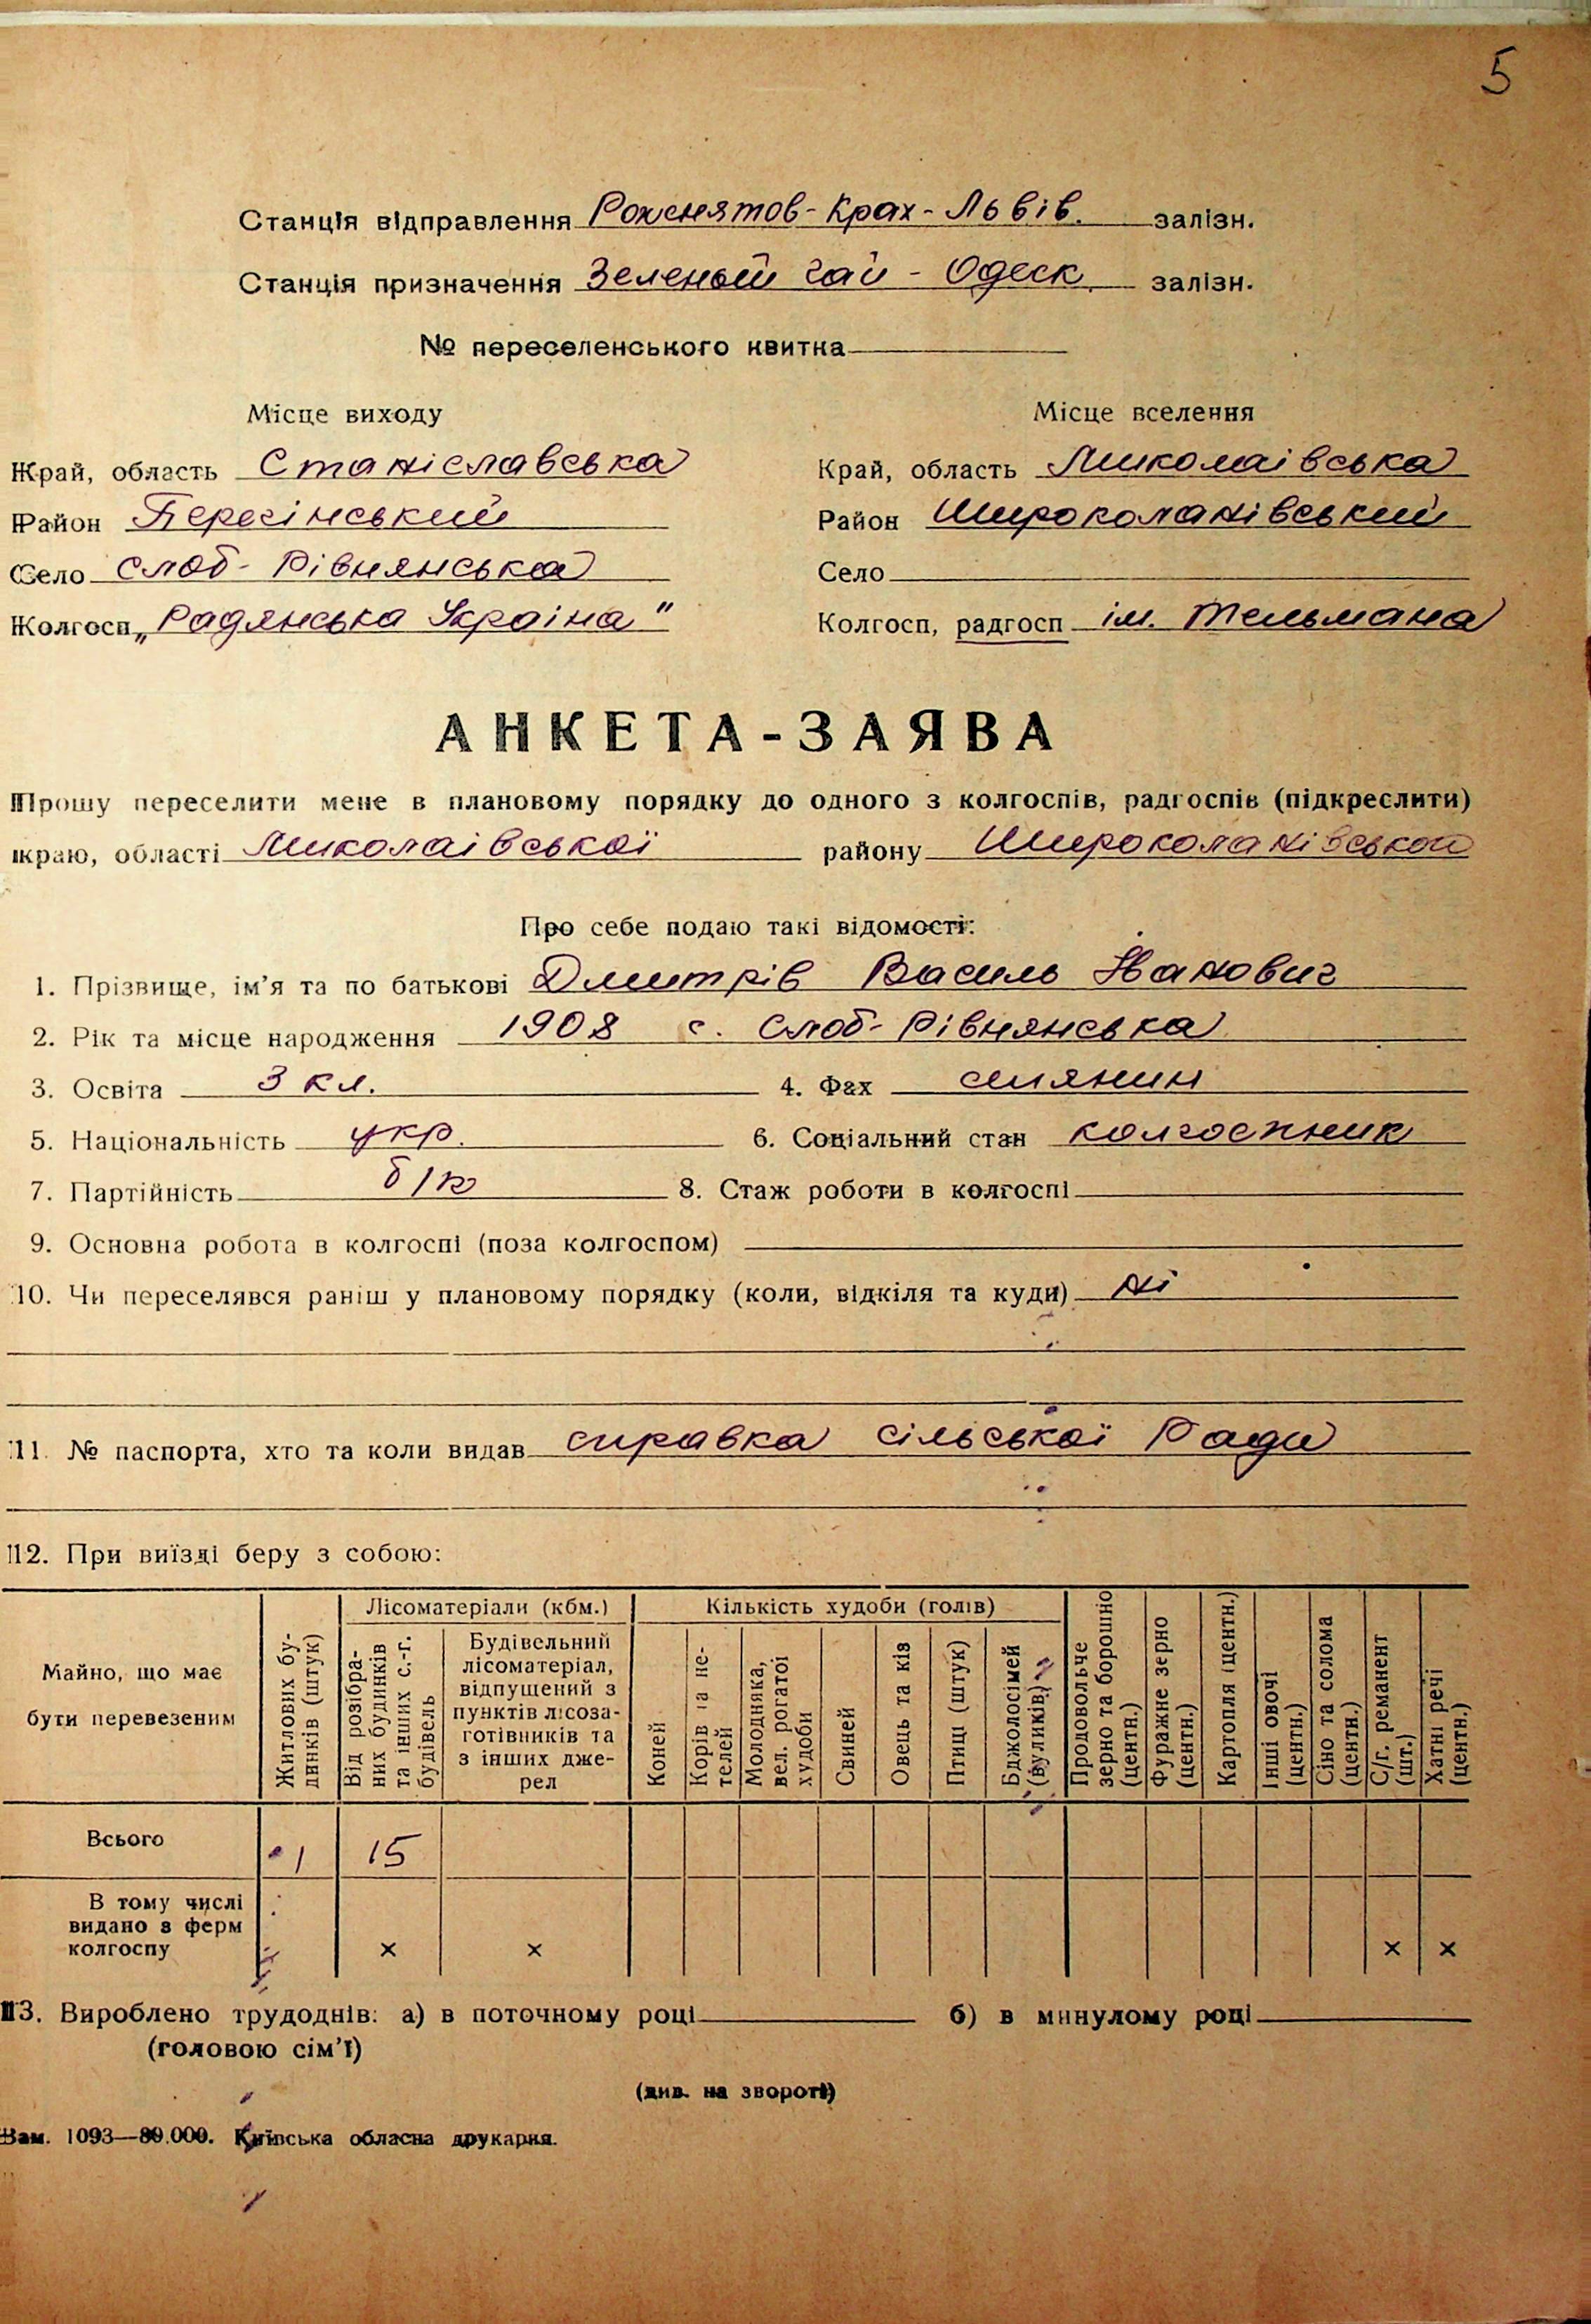 5
Станція відправлення Рожнятов-Крах-Львів. залізн.
Станція призначення Зеленый гай - Одеск. залізн.
№ переселенського квитка
Місце виходу Місце вселення
Край, область Станіславська Край, область Миколаівська
Район Перегінський Район Широколанівський
Село Слоб-Рівнянська Село
Колгосп „Радянська Україна" Колгосп, радгосп ім. Тельмана
АНКЕТА-ЗАЯВА
Прошу переселити мене в плановому порядку до одного з колгоспів, радгоспів (підкреслити)
краю, області Миколаівської району Широколанівського
Про себе подаю такі відомості:
1. Прізвище, ім'я та по батькові Дмитрів Василь Іванович
2. Рік та місце народження 1908 с. Слоб-Рівнянська
3. Освіта 3 кл. 4. Фах селянин
5. Національність укр. 6. Соціальний стан колгоспник
7. Партійність б/п 8. Стаж роботи в колгоспі
9. Основна робота в колгоспі (поза колгоспом)
10. Чи переселявся раніш у плановому порядку (коли, відкіля та куди) ні
11. № паспорта, хто та коли видав справка сільської Ради
12. При виїзді беру з собою:
Майно, що має бути перевезеним
Житлових будинків (штук)
Лісоматеріали (кбм.)
Від розібраних будинків та інших с.-г. будівель
Будівельний лісоматеріал, відпущений з пунктів лісозаготівників та з інших джерел
Кількість худоби (голів)
Коней
Корів та нетелей
Молодняка, вел. рогатої худоби
Свиней
Овець та кіз
Птиці (штук)
Бджолосімей (вуликів)
Продовольче зерно та борошно (центн.)
Фуражне зерно (центн.)
Картопля (центн.)
Інші овочі (центн.)
Сіно та солома (центн.)
С/г. реманент (шт.)
Хатні речі (центн.)
Всього 1 15
В тому числі видано з ферм колгоспу × × × ×
13. Вироблено трудоднів: а) в поточному році б) в минулому році
(головою сім'ї)
(див. на звороті)
Зам. 1093—80.000. Київська обласна друкарня.